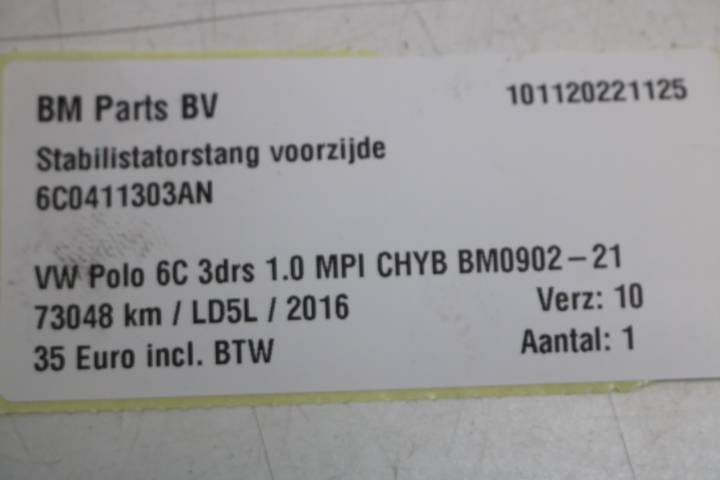 BM Parts BV 101120221125
Stabilistatorstang voorzijde
6C0411303AN
VW Polo 6C 3drs 1.0 MPI CHYB BM0902-21
73048 km / LD5L / 2016 Verz: 10
35 Euro incl. BTW Aantal: 1